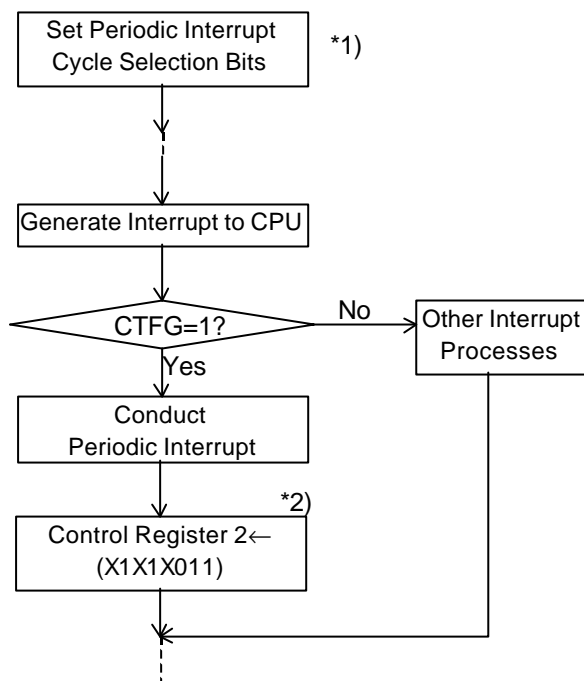 Set Periodic Interrupt
Cycle Selection Bits
*1)
Generate Interrupt to CPU
CTFG=1?
No
Other Interrupt
Processes
Yes
Conduct
Periodic Interrupt
*2)
Control Register 2←
(X1X1X011)